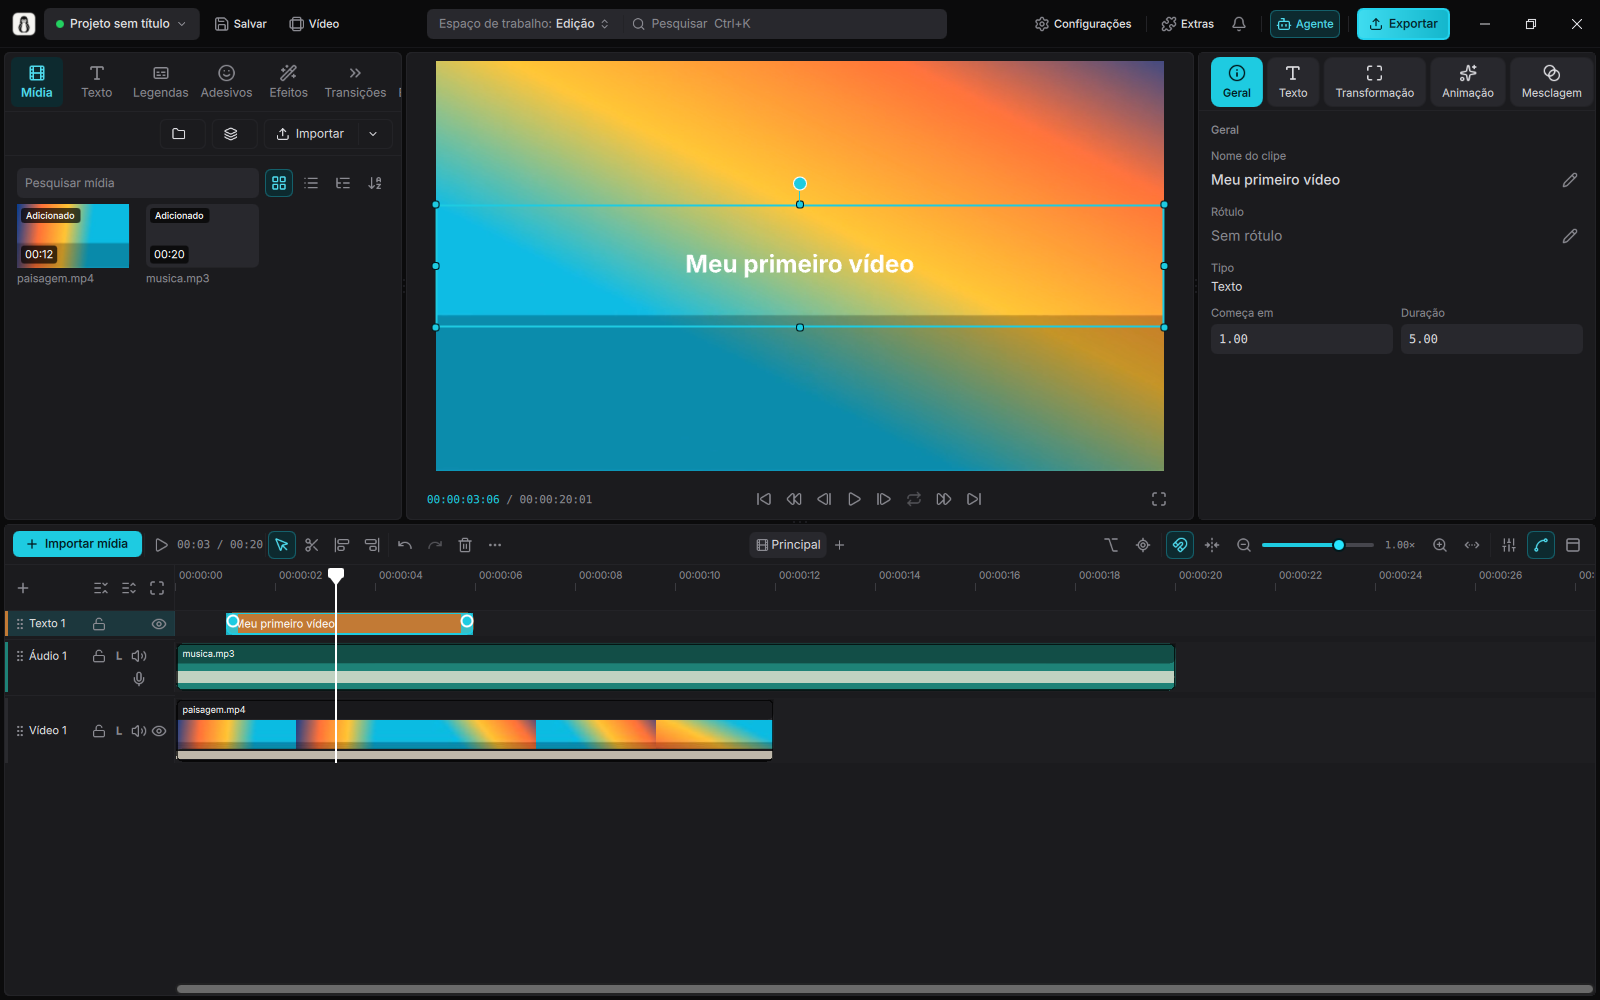 Projeto sem título
Salvar
Vídeo
Espaço de trabalho: Edição
Pesquisar Ctrl+K
Configurações
Extras
Agente
Exportar
Mídia
Texto
Legendas
Adesivos
Efeitos
Transições
Importar
Pesquisar mídia
Adicionado
00:12
paisagem.mp4
Adicionado
00:20
musica.mp3
Meu primeiro vídeo
00:00:03:06 / 00:00:20:01
Geral
Texto
Transformação
Animação
Mesclagem
Geral
Nome do clipe
Meu primeiro vídeo
Rótulo
Sem rótulo
Tipo
Texto
Começa em
Duração
1.00
5.00
Importar mídia
00:03 / 00:20
Principal
1.00×
00:00:00
00:00:02
00:00:04
00:00:06
00:00:08
00:00:10
00:00:12
00:00:14
00:00:16
00:00:18
00:00:20
00:00:22
00:00:24
00:00:26
00:
Texto 1
Meu primeiro vídeo
Áudio 1
L
musica.mp3
Vídeo 1
L
paisagem.mp4